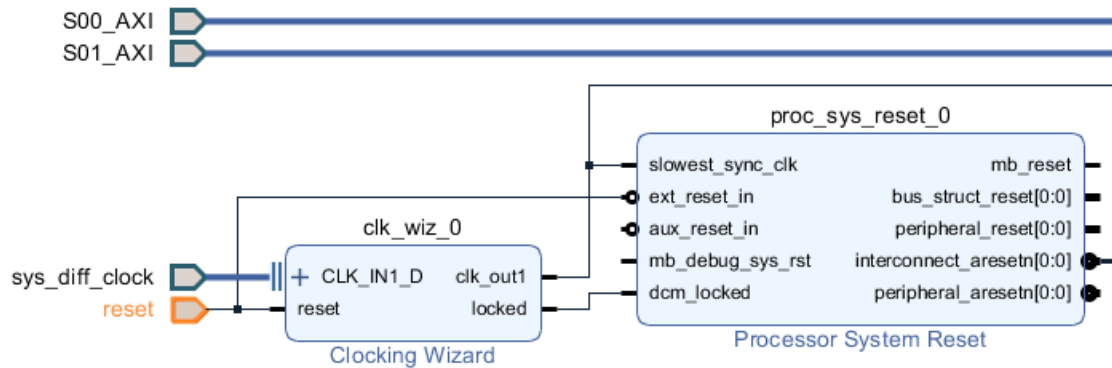 S00_AXI
S01_AXI
proc_sys_reset_0
slowest_sync_clk
mb_reset
ext_reset_in
bus_struct_reset[0:0]
aux_reset_in
peripheral_reset[0:0]
mb_debug_sys_rst
interconnect_aresetn[0:0]
dcm_locked
peripheral_aresetn[0:0]
Processor System Reset
clk_wiz_0
sys_diff_clock
CLK_IN1_D
clk_out1
reset
reset
locked
Clocking Wizard